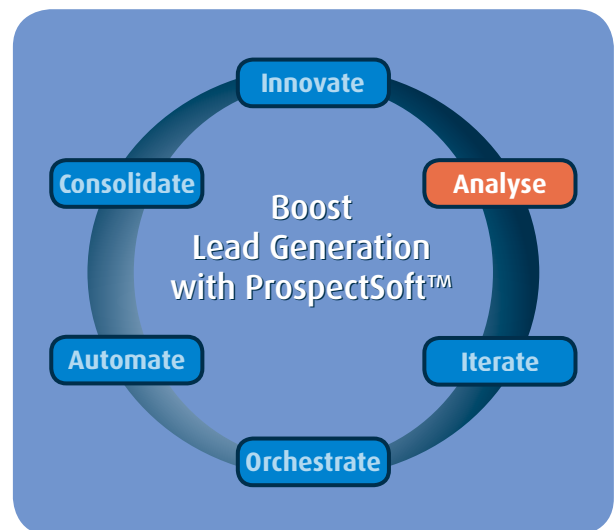 Innovate
Consolidate
Analyse
Boost
Lead Generation
with ProspectSoft™
Automate
Iterate
Orchestrate